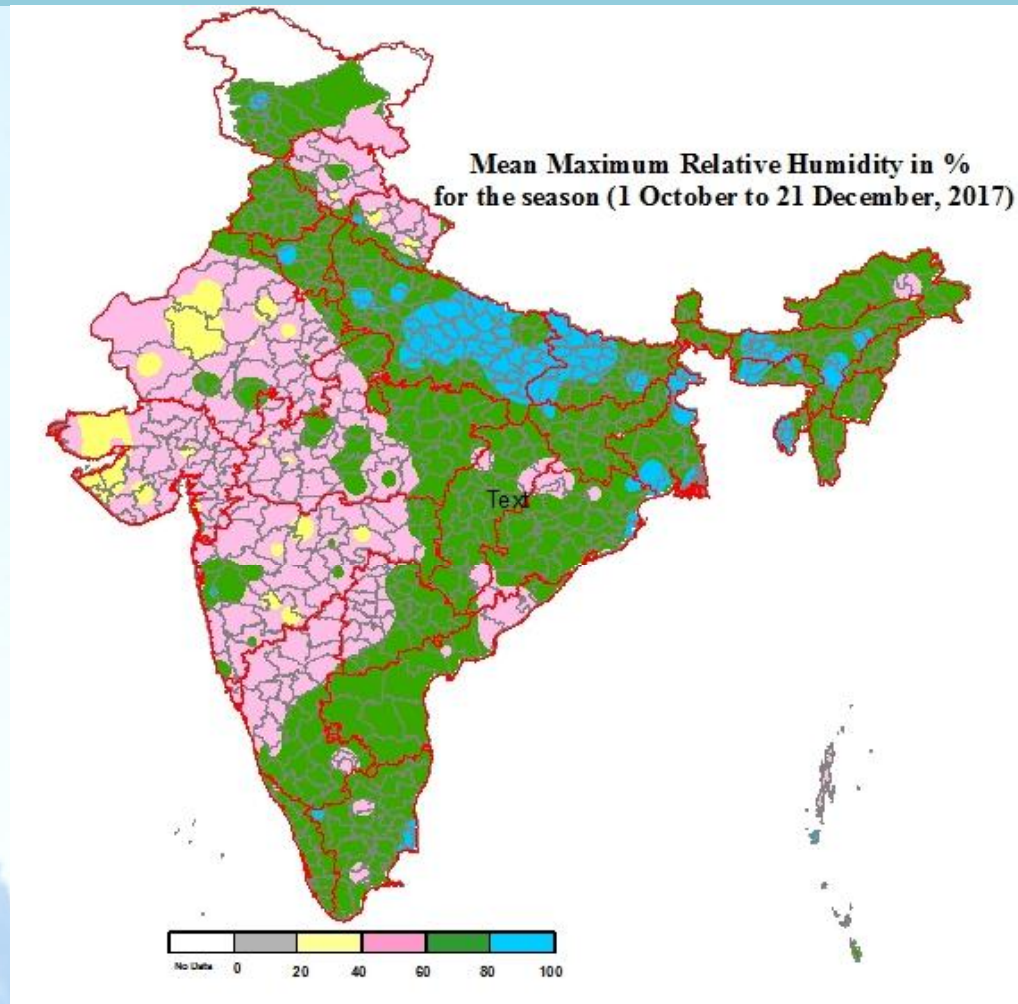 Mean Maximum Relative Humidity in %
for the season (1 October to 21 December, 2017)
Text
No Data 0 20 40 60 80 100